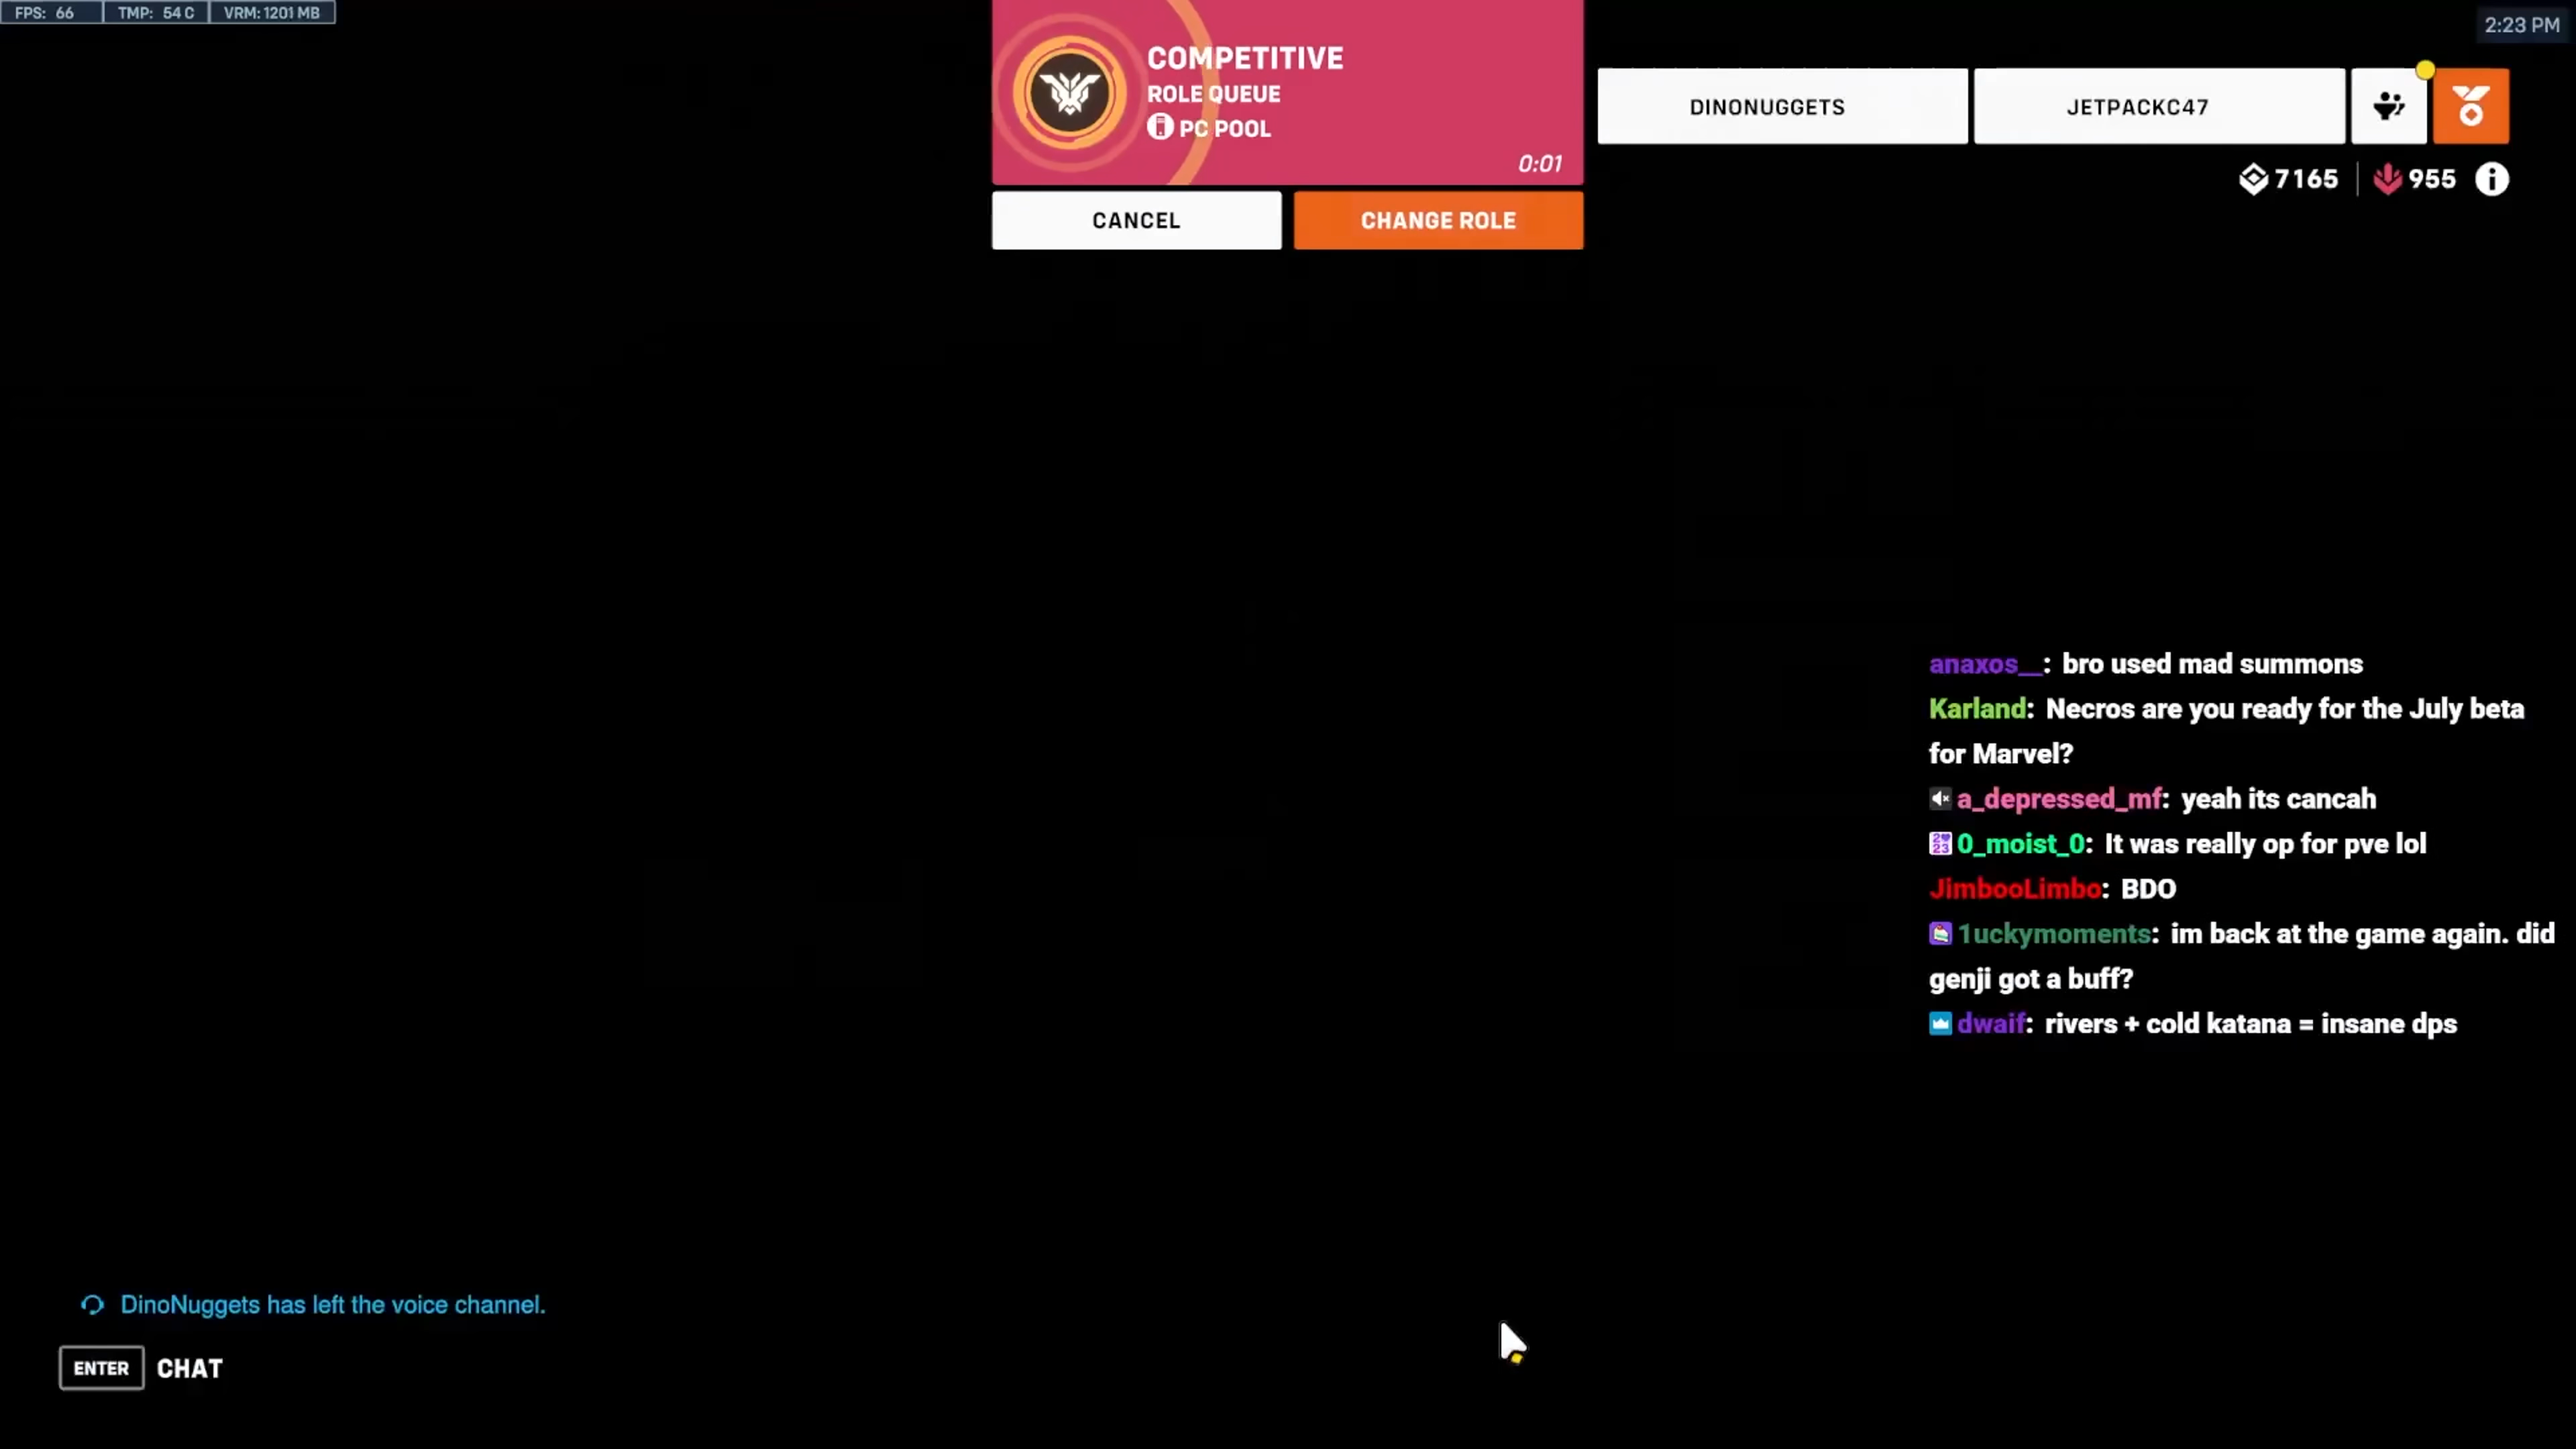 FPS: 66 TMP: 54 C VRM: 1201 MB
2:23 PM
COMPETITIVE
ROLE QUEUE
PC POOL
0:01
CANCEL
CHANGE ROLE
DINONUGGETS
JETPACKC47
7165
955
anaxos__: bro used mad summons
Karland: Necros are you ready for the July beta
for Marvel?
a_depressed_mf: yeah its cancah
0_moist_0: It was really op for pve lol
JimbooLimbo: BDO
1uckymoments: im back at the game again. did
genji got a buff?
dwaif: rivers + cold katana = insane dps
DinoNuggets has left the voice channel.
ENTER CHAT